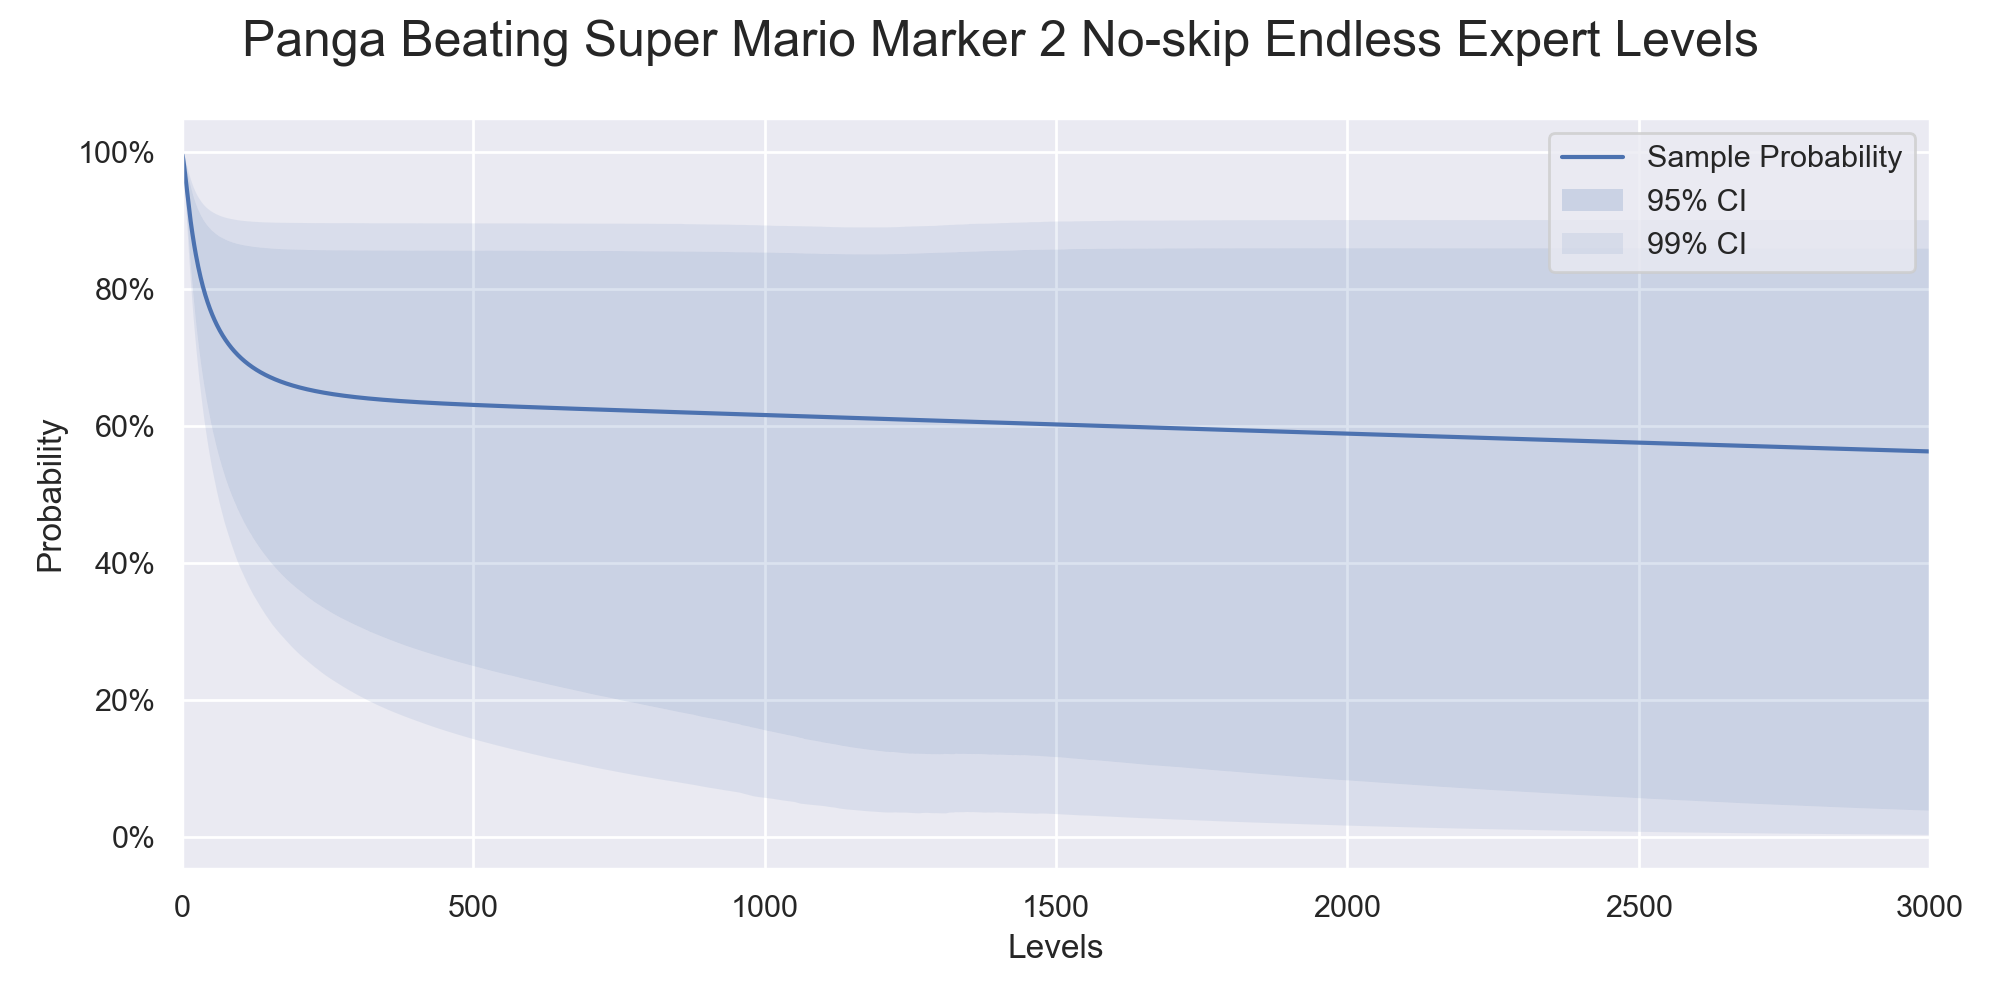 Panga Beating Super Mario Marker 2 No-skip Endless Expert Levels
Sample Probability
95% CI
99% CI
100%
80%
60%
40%
20%
0%
Probability
0 500 1000 1500 2000 2500 3000
Levels